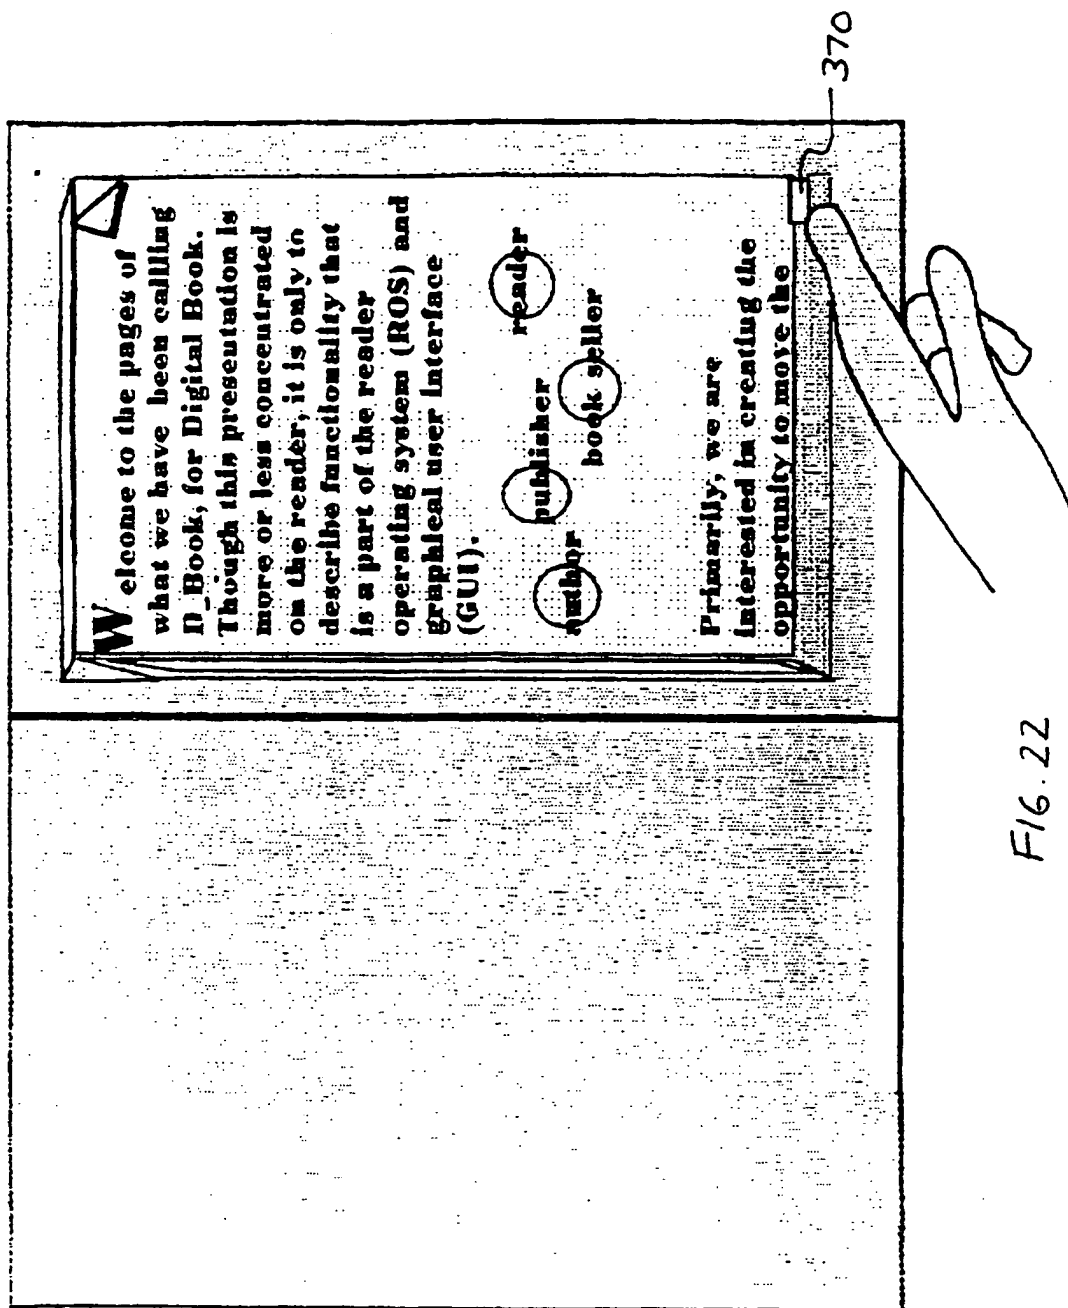 Welcome to the pages of
what we have been callling
D_Book, for Digital Book.
Though this presentation is
more or less concentrated
on the reader, it is only to
describe functionality that
is a part of the reader
operating system (ROS) and
graphical user interface
(GUI).
author
publisher
book seller
reader
Primarily, we are
interested in creating the
opportunity to move the
370
FIG. 22